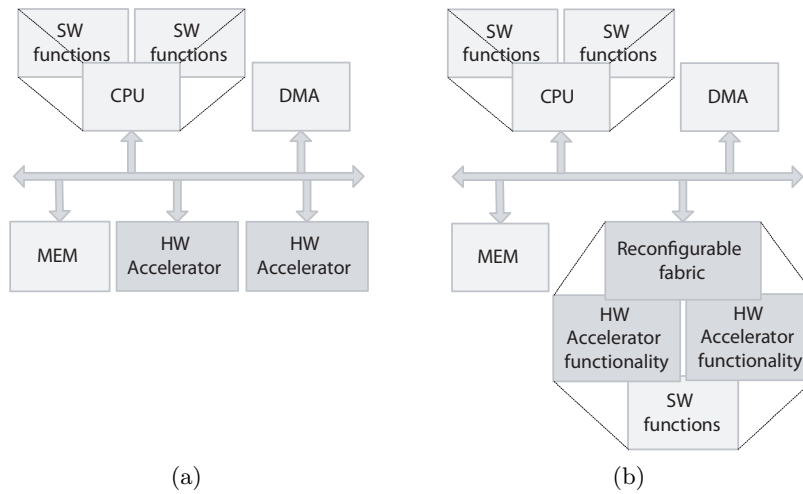 SW
functions
SW
functions
CPU
DMA
MEM
HW
Accelerator
HW
Accelerator
(a)
SW
functions
SW
functions
CPU
DMA
MEM
Reconfigurable
fabric
HW
Accelerator
functionality
HW
Accelerator
functionality
SW
functions
(b)